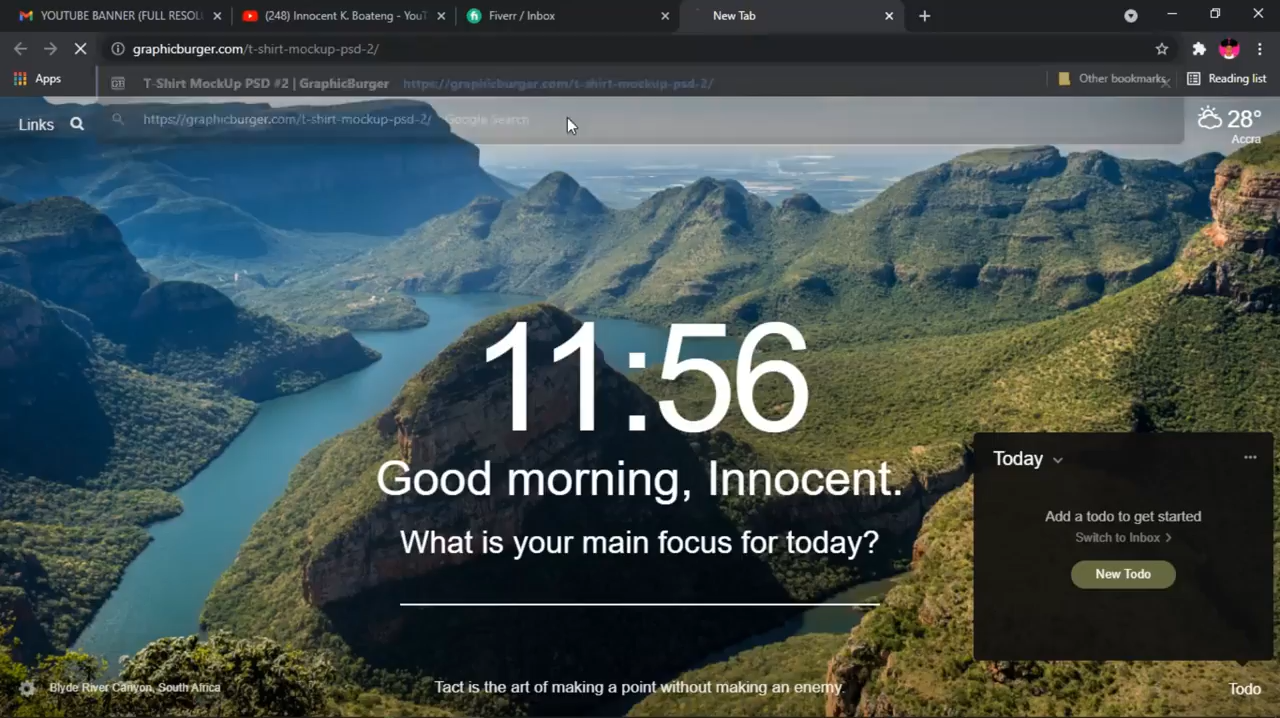 YOUTUBE BANNER (FULL RESOL
(248) Innocent K. Boateng - YouT
Fiverr / Inbox
New Tab
graphicburger.com/t-shirt-mockup-psd-2/
Apps
T-Shirt MockUp PSD #2 | GraphicBurger https://graphicburger.com/t-shirt-mockup-psd-2/
Other bookmarks
Reading list
Links
https://graphicburger.com/t-shirt-mockup-psd-2/ - Google Search
28°
Accra
11:56
Good morning, Innocent.
What is your main focus for today?
Today
Add a todo to get started
Switch to Inbox >
New Todo
Blyde River Canyon, South Africa
Tact is the art of making a point without making an enemy.
Todo